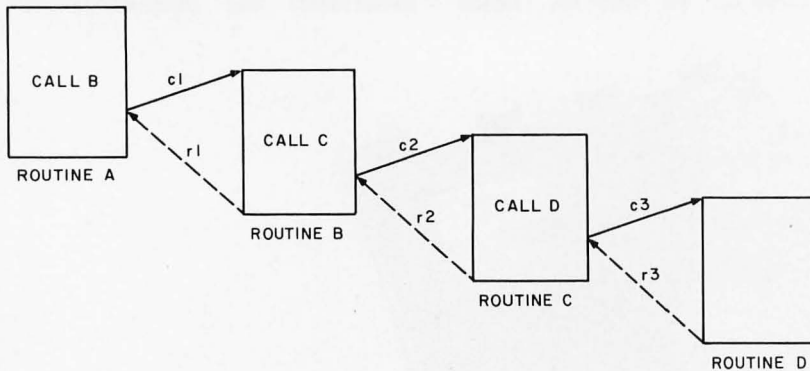 CALL B
c1
r1
ROUTINE A
CALL C
c2
r2
ROUTINE B
CALL D
c3
r3
ROUTINE C
ROUTINE D